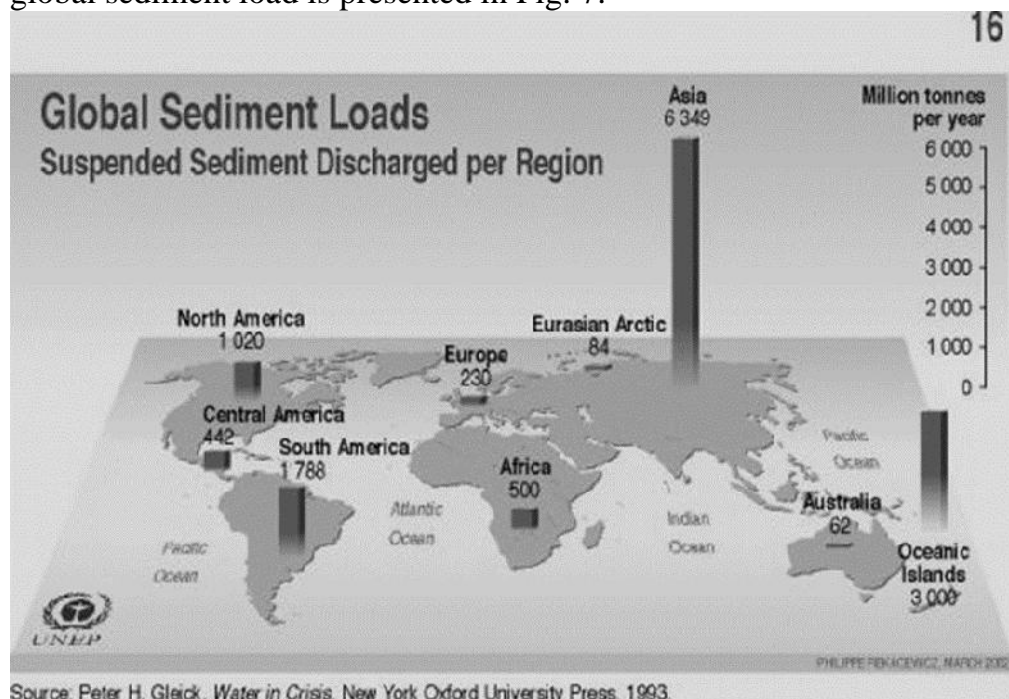 global sediment load is presented in Fig. 7.
16
Global Sediment Loads
Suspended Sediment Discharged per Region
Asia
6 349
Million tonnes
per year
6 000
5 000
4 000
3 000
2 000
1 000
0
North America
1 020
Eurasian Arctic
84
Europe
230
Central America
442
South America
1 788
Africa
500
Pacific
Ocean
Australia
62
Atlantic
Ocean
Indian
Ocean
Pacific
Ocean
Oceanic
Islands
3 000
UNEP
PHILIPPE REKACEWICZ, MARCH 2002
Source: Peter H. Gleick, Water in Crisis, New York Oxford University Press, 1993.